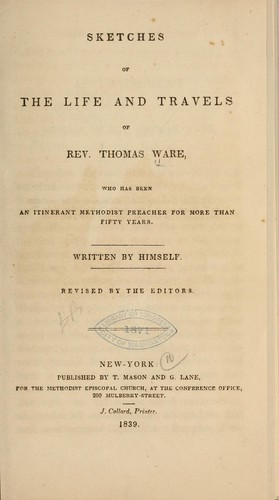 SKETCHES
OF
THE LIFE AND TRAVELS
OF
REV. THOMAS WARE,
WHO HAS BEEN
AN ITINERANT METHODIST PREACHER FOR MORE THAN
FIFTY YEARS.
WRITTEN BY HIMSELF.
REVISED BY THE EDITORS.
1871
NEW-YORK:
PUBLISHED BY T. MASON AND G. LANE,
FOR THE METHODIST EPISCOPAL CHURCH, AT THE CONFERENCE OFFICE,
200 MULBERRY-STREET.
J. Collord, Printer.
1839.